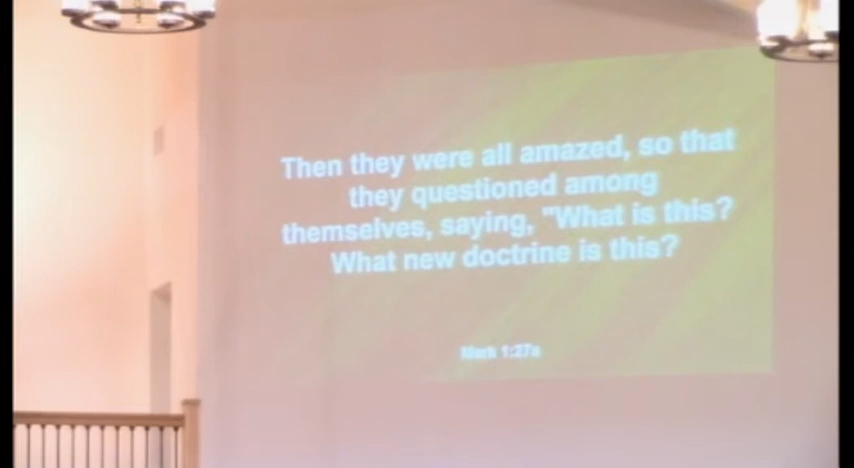 Then they were all amazed, so that
they questioned among
themselves, saying, "What is this?
What new doctrine is this?
Mark 1:27a